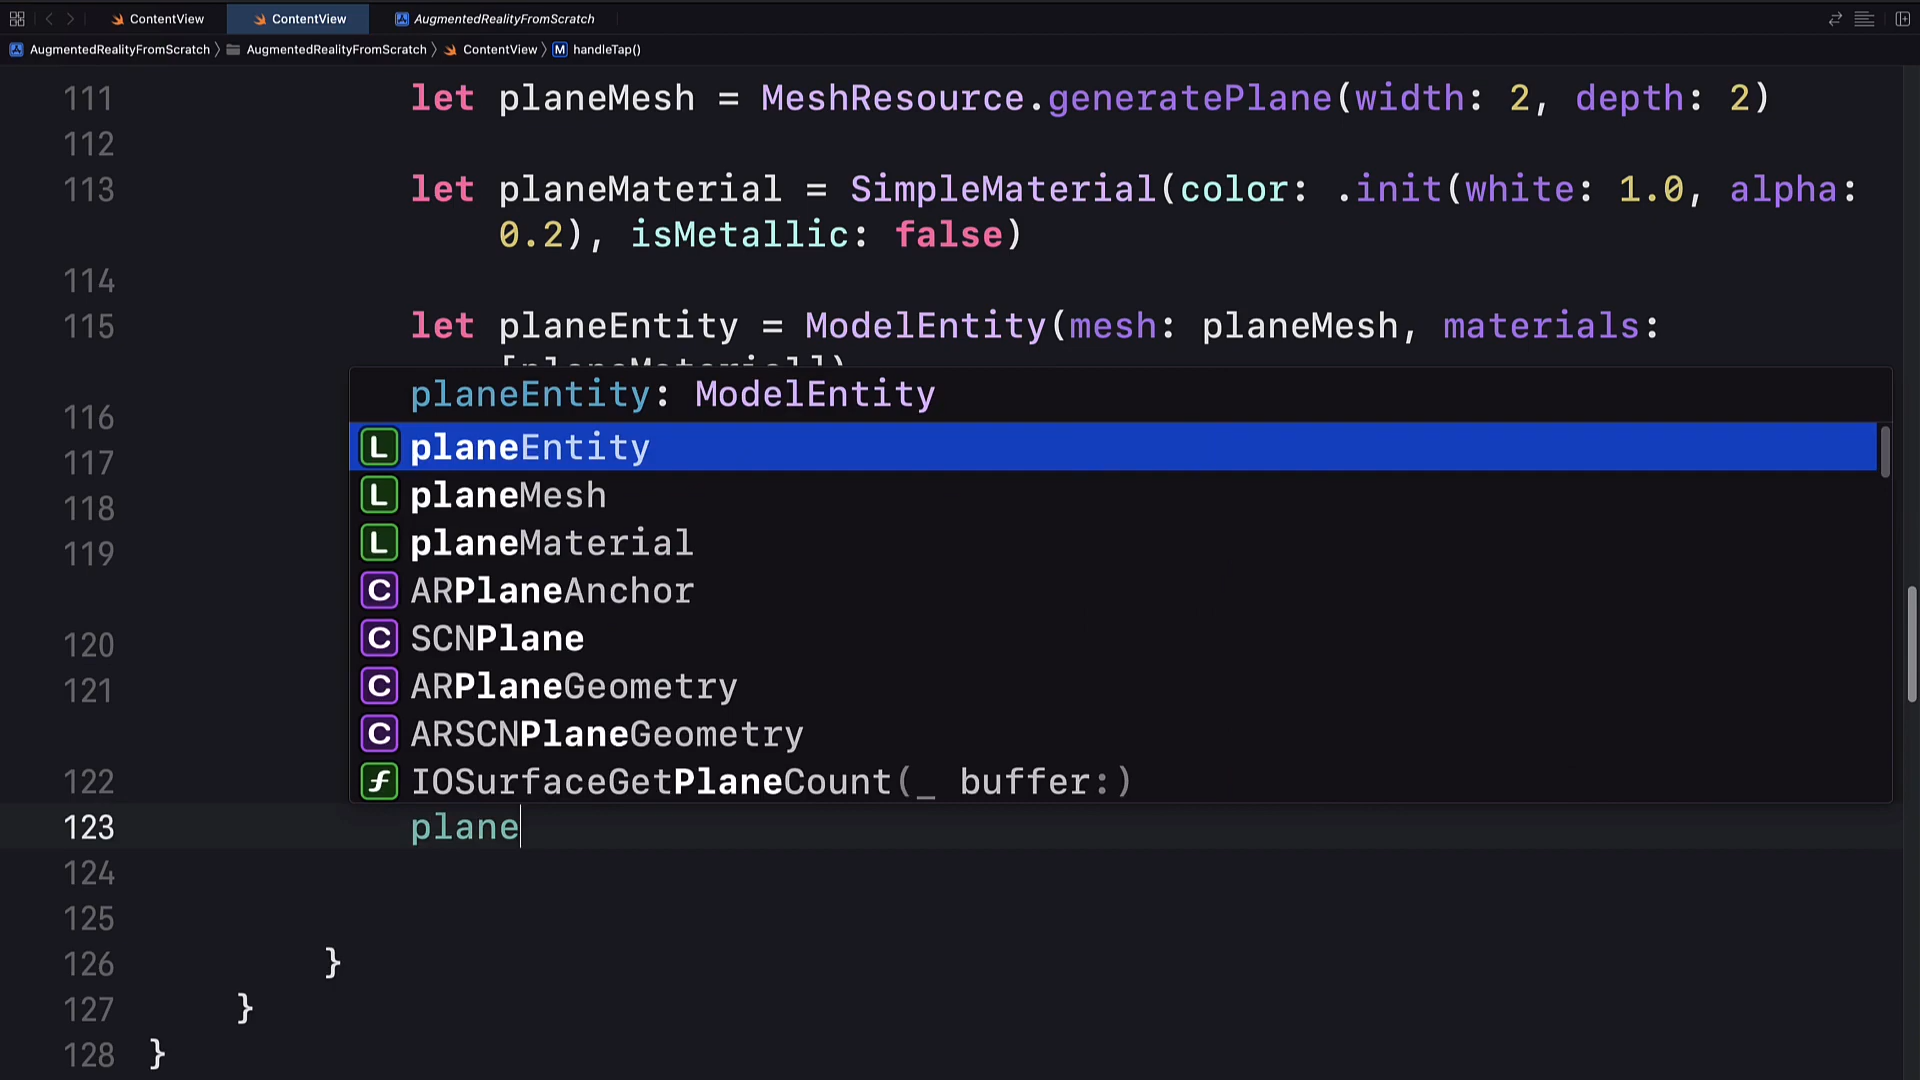 ContentView ContentView AugmentedRealityFromScratch
AugmentedRealityFromScratch AugmentedRealityFromScratch ContentView M handleTap()
111 let planeMesh = MeshResource.generatePlane(width: 2, depth: 2)
112
113 let planeMaterial = SimpleMaterial(color: .init(white: 1.0, alpha:
0.2), isMetallic: false)
114
115 let planeEntity = ModelEntity(mesh: planeMesh, materials:
[planeMaterial])
planeEntity: ModelEntity
116
L planeEntity
117
L planeMesh
118
L planeMaterial
119
C ARPlaneAnchor
C SCNPlane
120
C ARPlaneGeometry
121
C ARSCNPlaneGeometry
122
f IOSurfaceGetPlaneCount(_ buffer:)
123 plane
124
125
126 }
127 }
128 }